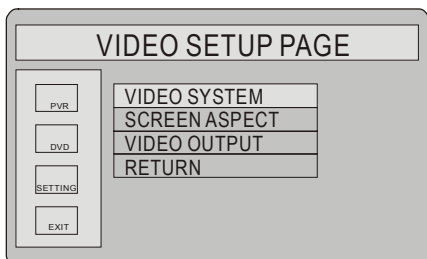 VIDEO SETUP PAGE
PVR
DVD
SETTING
EXIT
VIDEO SYSTEM
SCREEN ASPECT
VIDEO OUTPUT
RETURN